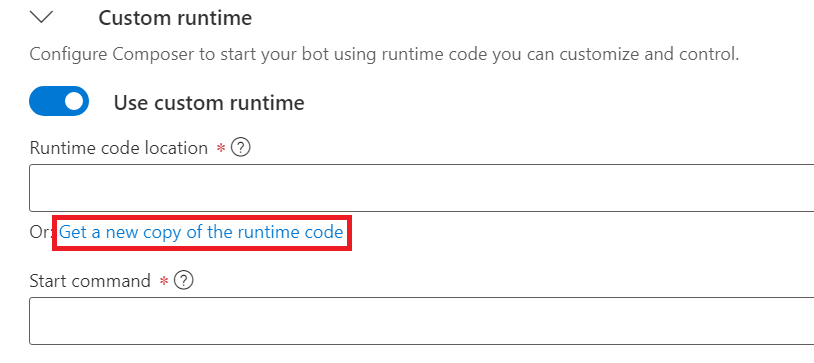 Custom runtime
Configure Composer to start your bot using runtime code you can customize and control.
Use custom runtime
Runtime code location * ?
Or: Get a new copy of the runtime code
Start command * ?